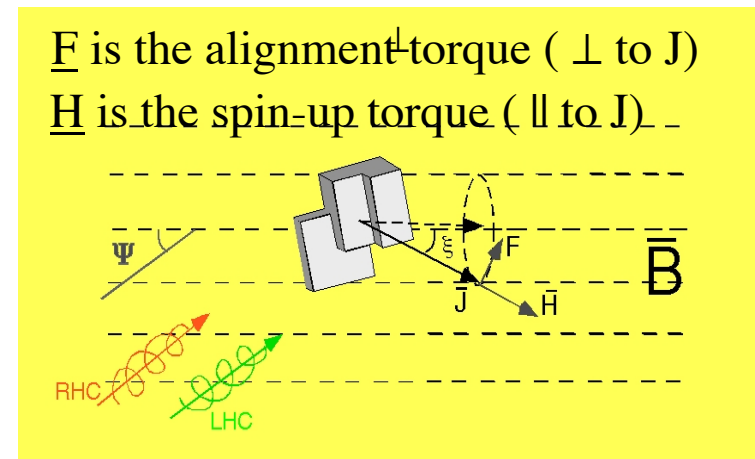 F is the alignment⊥torque ( ⊥ to J)
H is the spin-up torque ( || to J)
Ψ
ξ
F
B̄
J̄
H̄
RHC
LHC